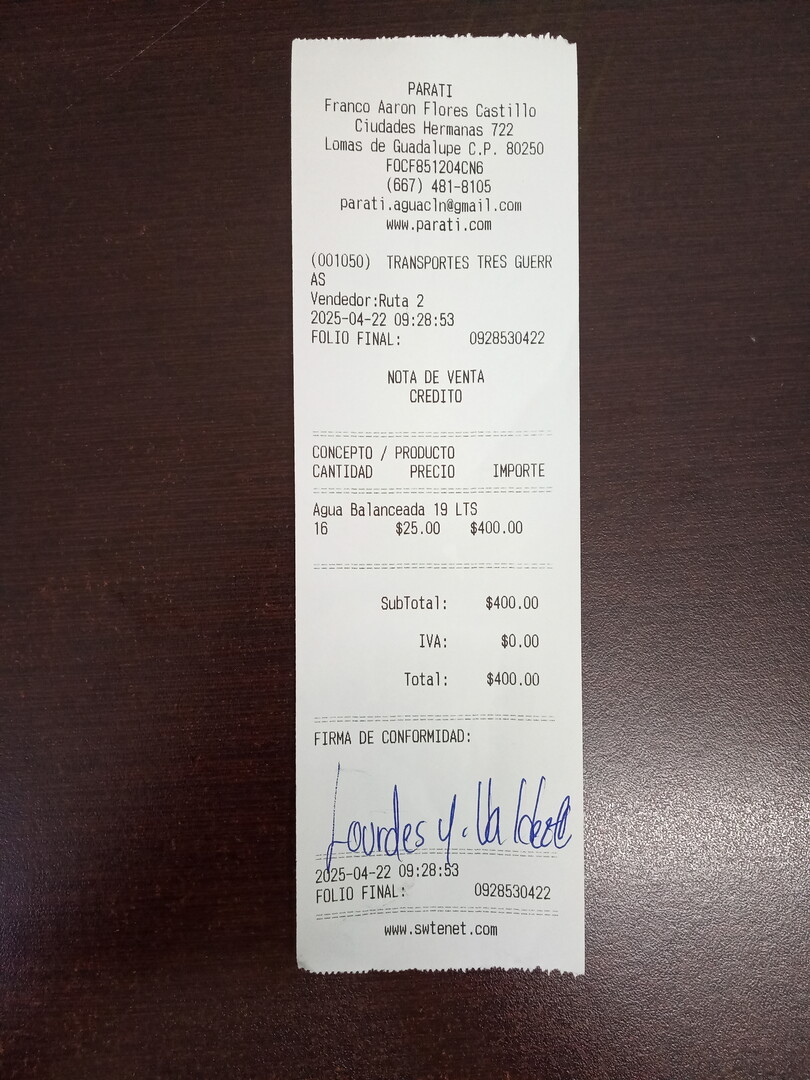 PARATI
Franco Aaron Flores Castillo
Ciudades Hermanas 722
Lomas de Guadalupe C.P. 80250
FOCF851204CN6
(667) 481-8105
parati.aguacln@gmail.com
www.parati.com
(001050) TRANSPORTES TRES GUERR
AS
Vendedor:Ruta 2
2025-04-22 09:28:53
FOLIO FINAL: 0928530422
NOTA DE VENTA
CREDITO
CONCEPTO / PRODUCTO
CANTIDAD PRECIO IMPORTE
Agua Balanceada 19 LTS
16 $25.00 $400.00
SubTotal: $400.00
IVA: $0.00
Total: $400.00
FIRMA DE CONFORMIDAD:
Lourdes y.
2025-04-22 09:28:53
FOLIO FINAL: 0928530422
www.swtenet.com